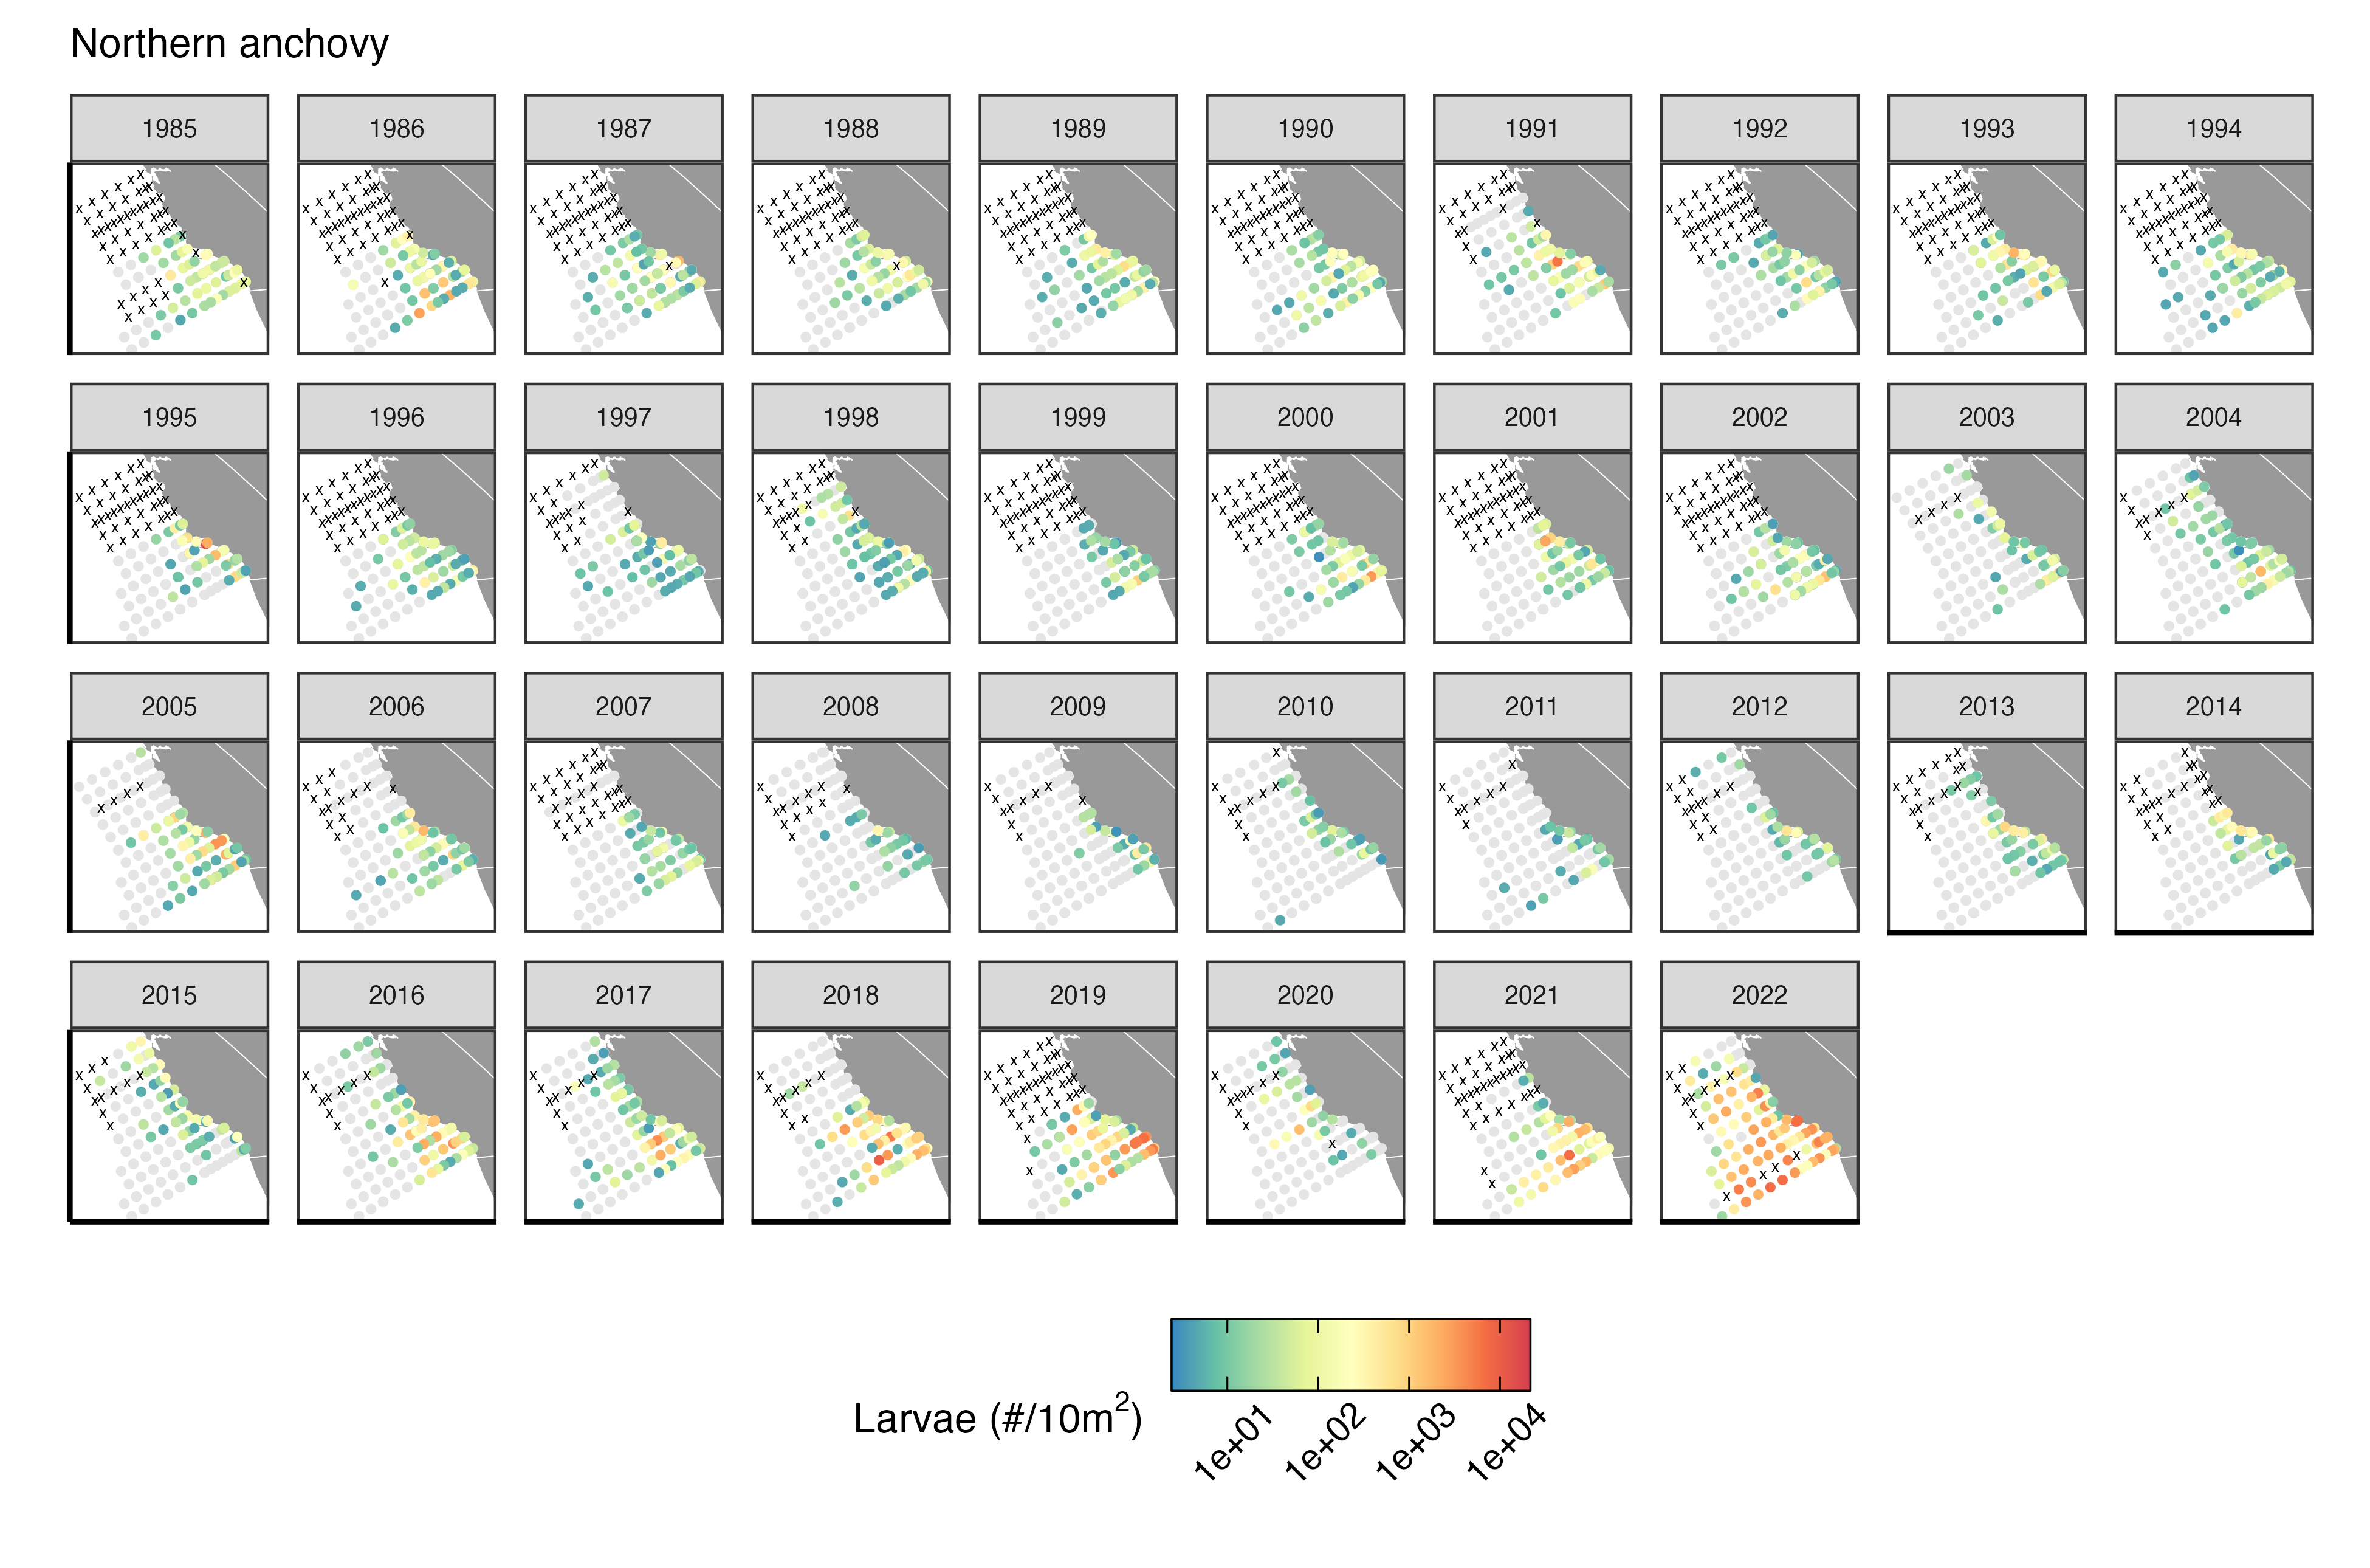 Northern anchovy
1985 1986 1987 1988 1989 1990 1991 1992 1993 1994
1995 1996 1997 1998 1999 2000 2001 2002 2003 2004
2005 2006 2007 2008 2009 2010 2011 2012 2013 2014
2015 2016 2017 2018 2019 2020 2021 2022
Larvae (#/10m²)
1e+01 1e+02 1e+03 1e+04